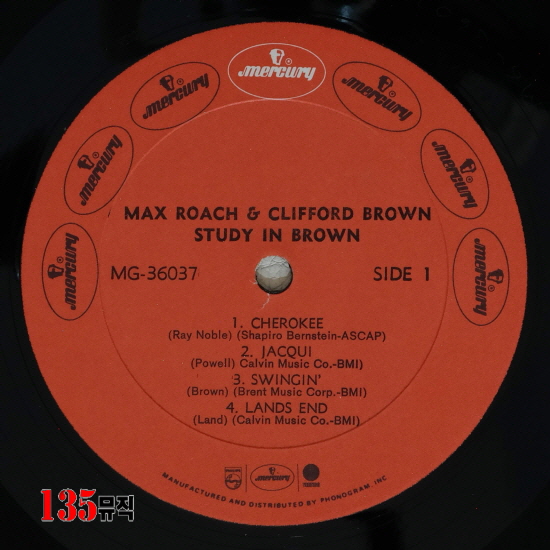 mercury
mercury
mercury
mercury
mercury
mercury
mercury
MAX ROACH & CLIFFORD BROWN
STUDY IN BROWN
MG-36037 SIDE 1
1. CHEROKEE
(Ray Noble) (Shapiro Bernstein-ASCAP)
2. JACQUI
(Powell) Calvin Music Co.-BMI)
3. SWINGIN'
(Brown) (Brent Music Corp.-BMI)
4. LANDS END
(Land) (Calvin Music Co.-BMI)
mercury
MANUFACTURED AND DISTRIBUTED BY PHONOGRAM, INC
135뮤직